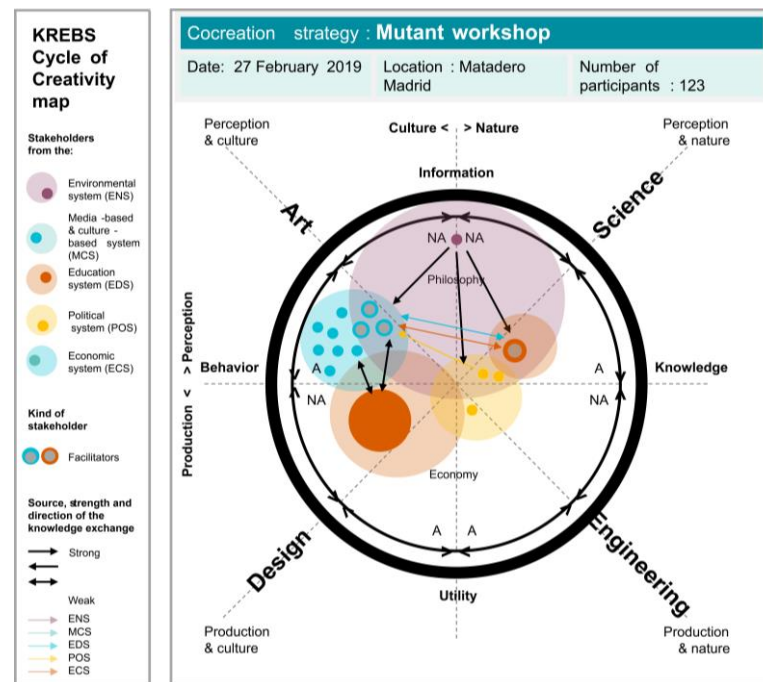 KREBS
Cycle of
Creativity
map
Stakeholders
from the:
Environmental
system (ENS)
Media -based
& culture -
based system
(MCS)
Education
system (EDS)
Political
system (POS)
Economic
system (ECS)
Kind of
stakeholder
Facilitators
Source, strength and
direction of the
knowledge exchange
Strong
Weak
ENS
MCS
EDS
POS
ECS
Cocreation strategy : Mutant workshop
Date: 27 February 2019
Location : Matadero
Madrid
Number of
participants : 123
Perception
& culture
Culture < > Nature
Perception
& nature
Information
Art
Science
NA NA
Philosophy
Production < > Perception
Behavior
Knowledge
A
NA
A
NA
Economy
A A
Design
Engineering
Utility
Production
& culture
Production
& nature